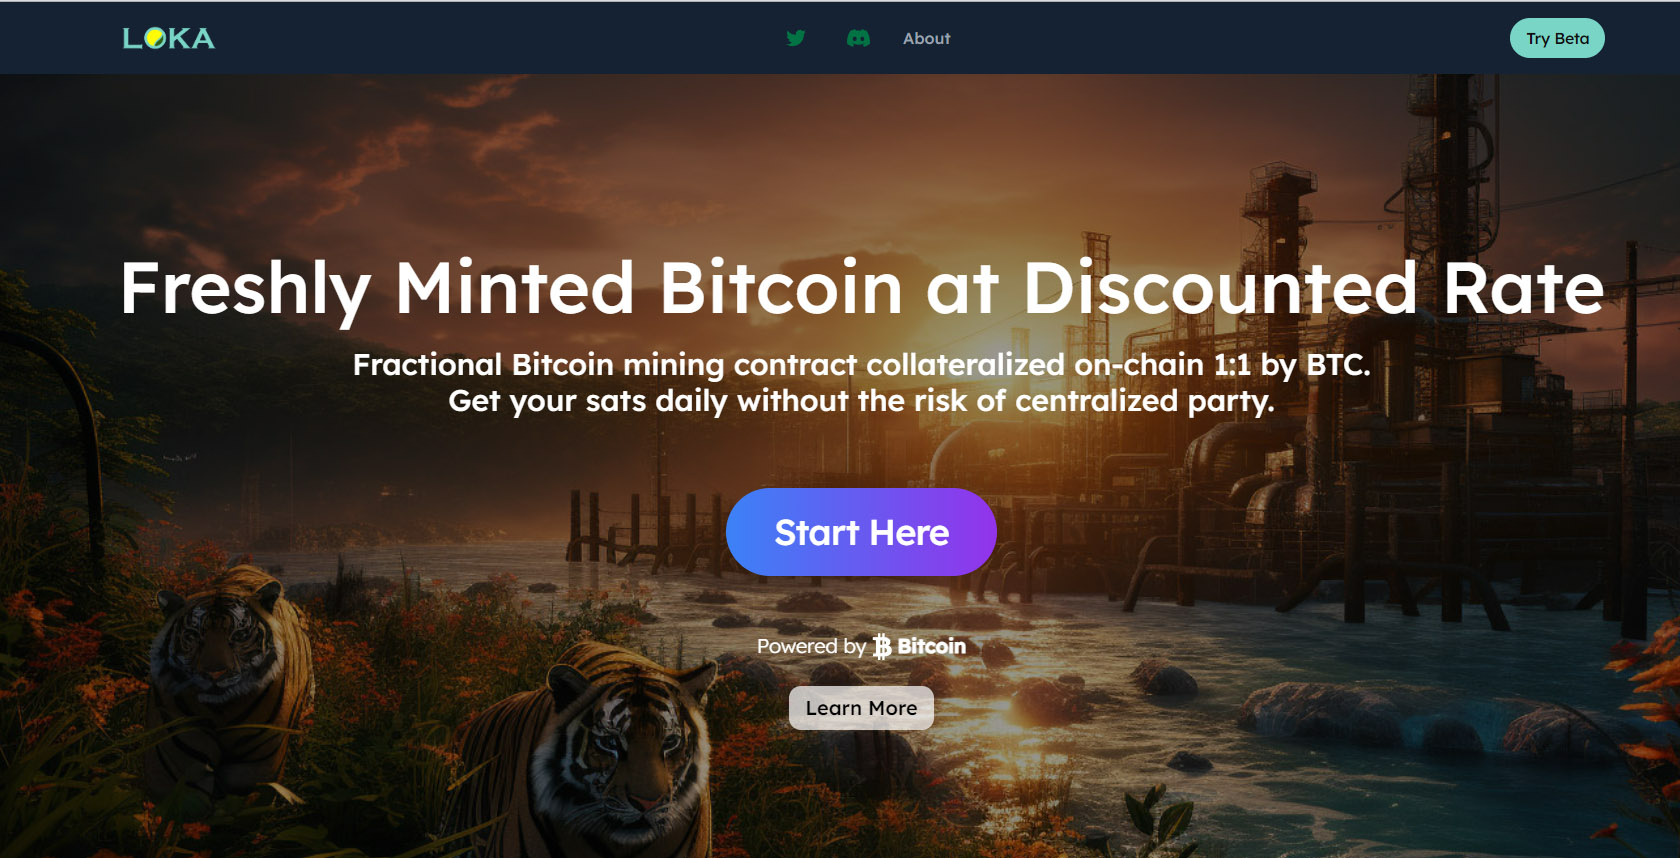 LOKA
About
Try Beta
Freshly Minted Bitcoin at Discounted Rate
Fractional Bitcoin mining contract collateralized on-chain 1:1 by BTC.
Get your sats daily without the risk of centralized party.
Start Here
Powered by Bitcoin
Learn More